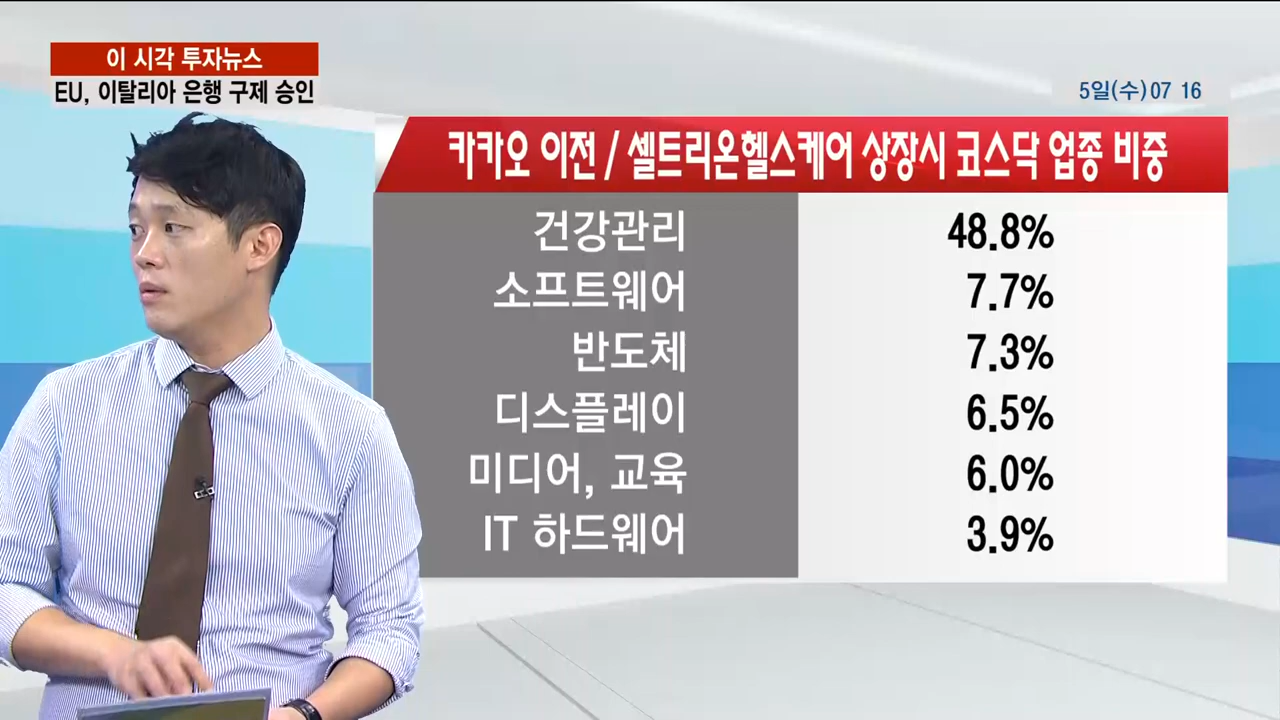 이 시각 투자뉴스
EU, 이탈리아 은행 구제 승인
5일(수) 07 16
카카오 이전 / 셀트리온헬스케어 상장시 코스닥 업종 비중
건강관리 48.8%
소프트웨어 7.7%
반도체 7.3%
디스플레이 6.5%
미디어, 교육 6.0%
IT 하드웨어 3.9%